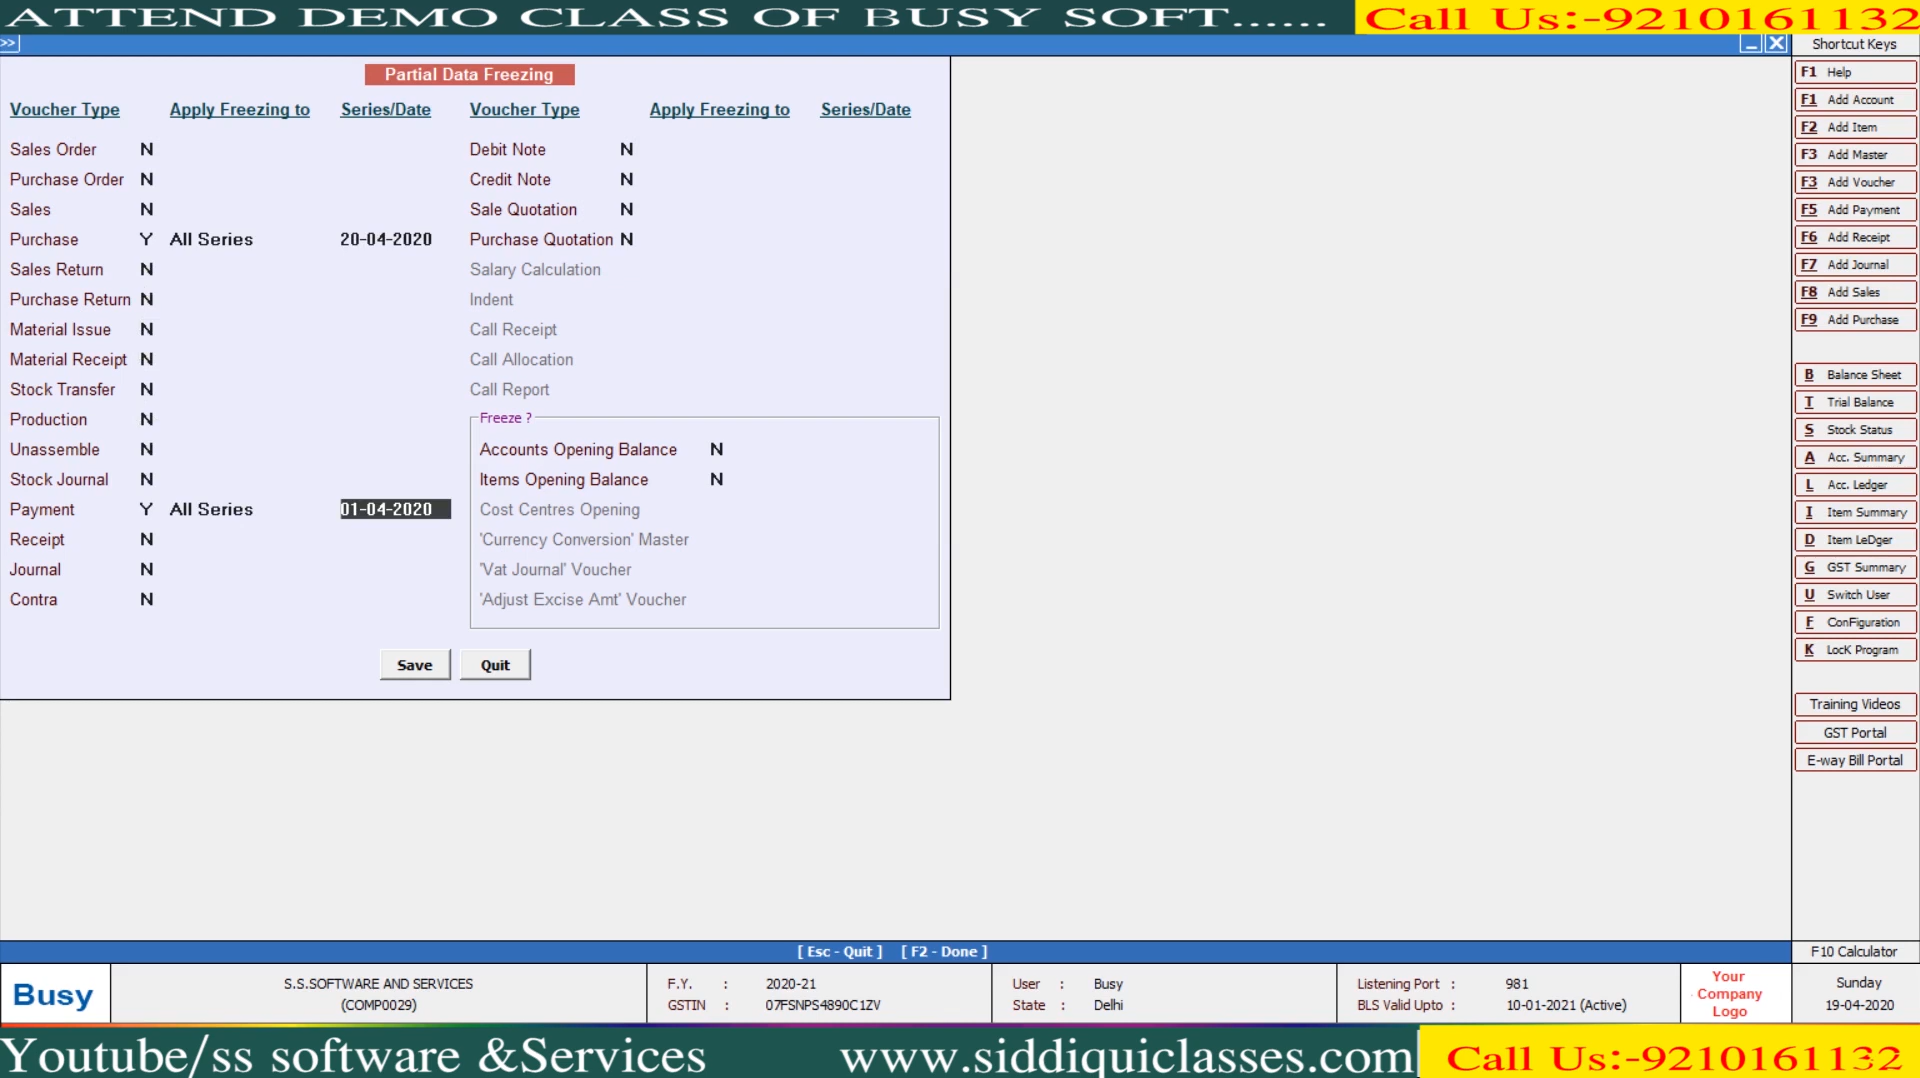 ATTEND DEMO CLASS OF BUSY SOFT...... Call Us:-9210161132
>>
Shortcut Keys
Partial Data Freezing
Voucher Type Apply Freezing to Series/Date Voucher Type Apply Freezing to Series/Date
Sales Order N Debit Note N
Purchase Order N Credit Note N
Sales N Sale Quotation N
Purchase Y All Series 20-04-2020 Purchase Quotation N
Sales Return N Salary Calculation
Purchase Return N Indent
Material Issue N Call Receipt
Material Receipt N Call Allocation
Stock Transfer N Call Report
Production N Freeze ?
Unassemble N Accounts Opening Balance N
Stock Journal N Items Opening Balance N
Payment Y All Series 01-04-2020 Cost Centres Opening
Receipt N 'Currency Conversion' Master
Journal N 'Vat Journal' Voucher
Contra N 'Adjust Excise Amt' Voucher
Save Quit
F1 Help
F1 Add Account
F2 Add Item
F3 Add Master
F3 Add Voucher
F5 Add Payment
F6 Add Receipt
F7 Add Journal
F8 Add Sales
F9 Add Purchase
B Balance Sheet
T Trial Balance
S Stock Status
A Acc. Summary
L Acc. Ledger
I Item Summary
D Item LeDger
G GST Summary
U Switch User
F ConFiguration
K LocK Program
Training Videos
GST Portal
E-way Bill Portal
[ Esc - Quit ] [ F2 - Done ] F10 Calculator
Busy
S.S.SOFTWARE AND SERVICES
(COMP0029)
F.Y. : 2020-21
GSTIN : 07FSNPS4890C1ZV
User : Busy
State : Delhi
Listening Port : 981
BLS Valid Upto : 10-01-2021 (Active)
Your
Company
Logo
Sunday
19-04-2020
Youtube/ss software &Services www.siddiquiclasses.com Call Us:-9210161132